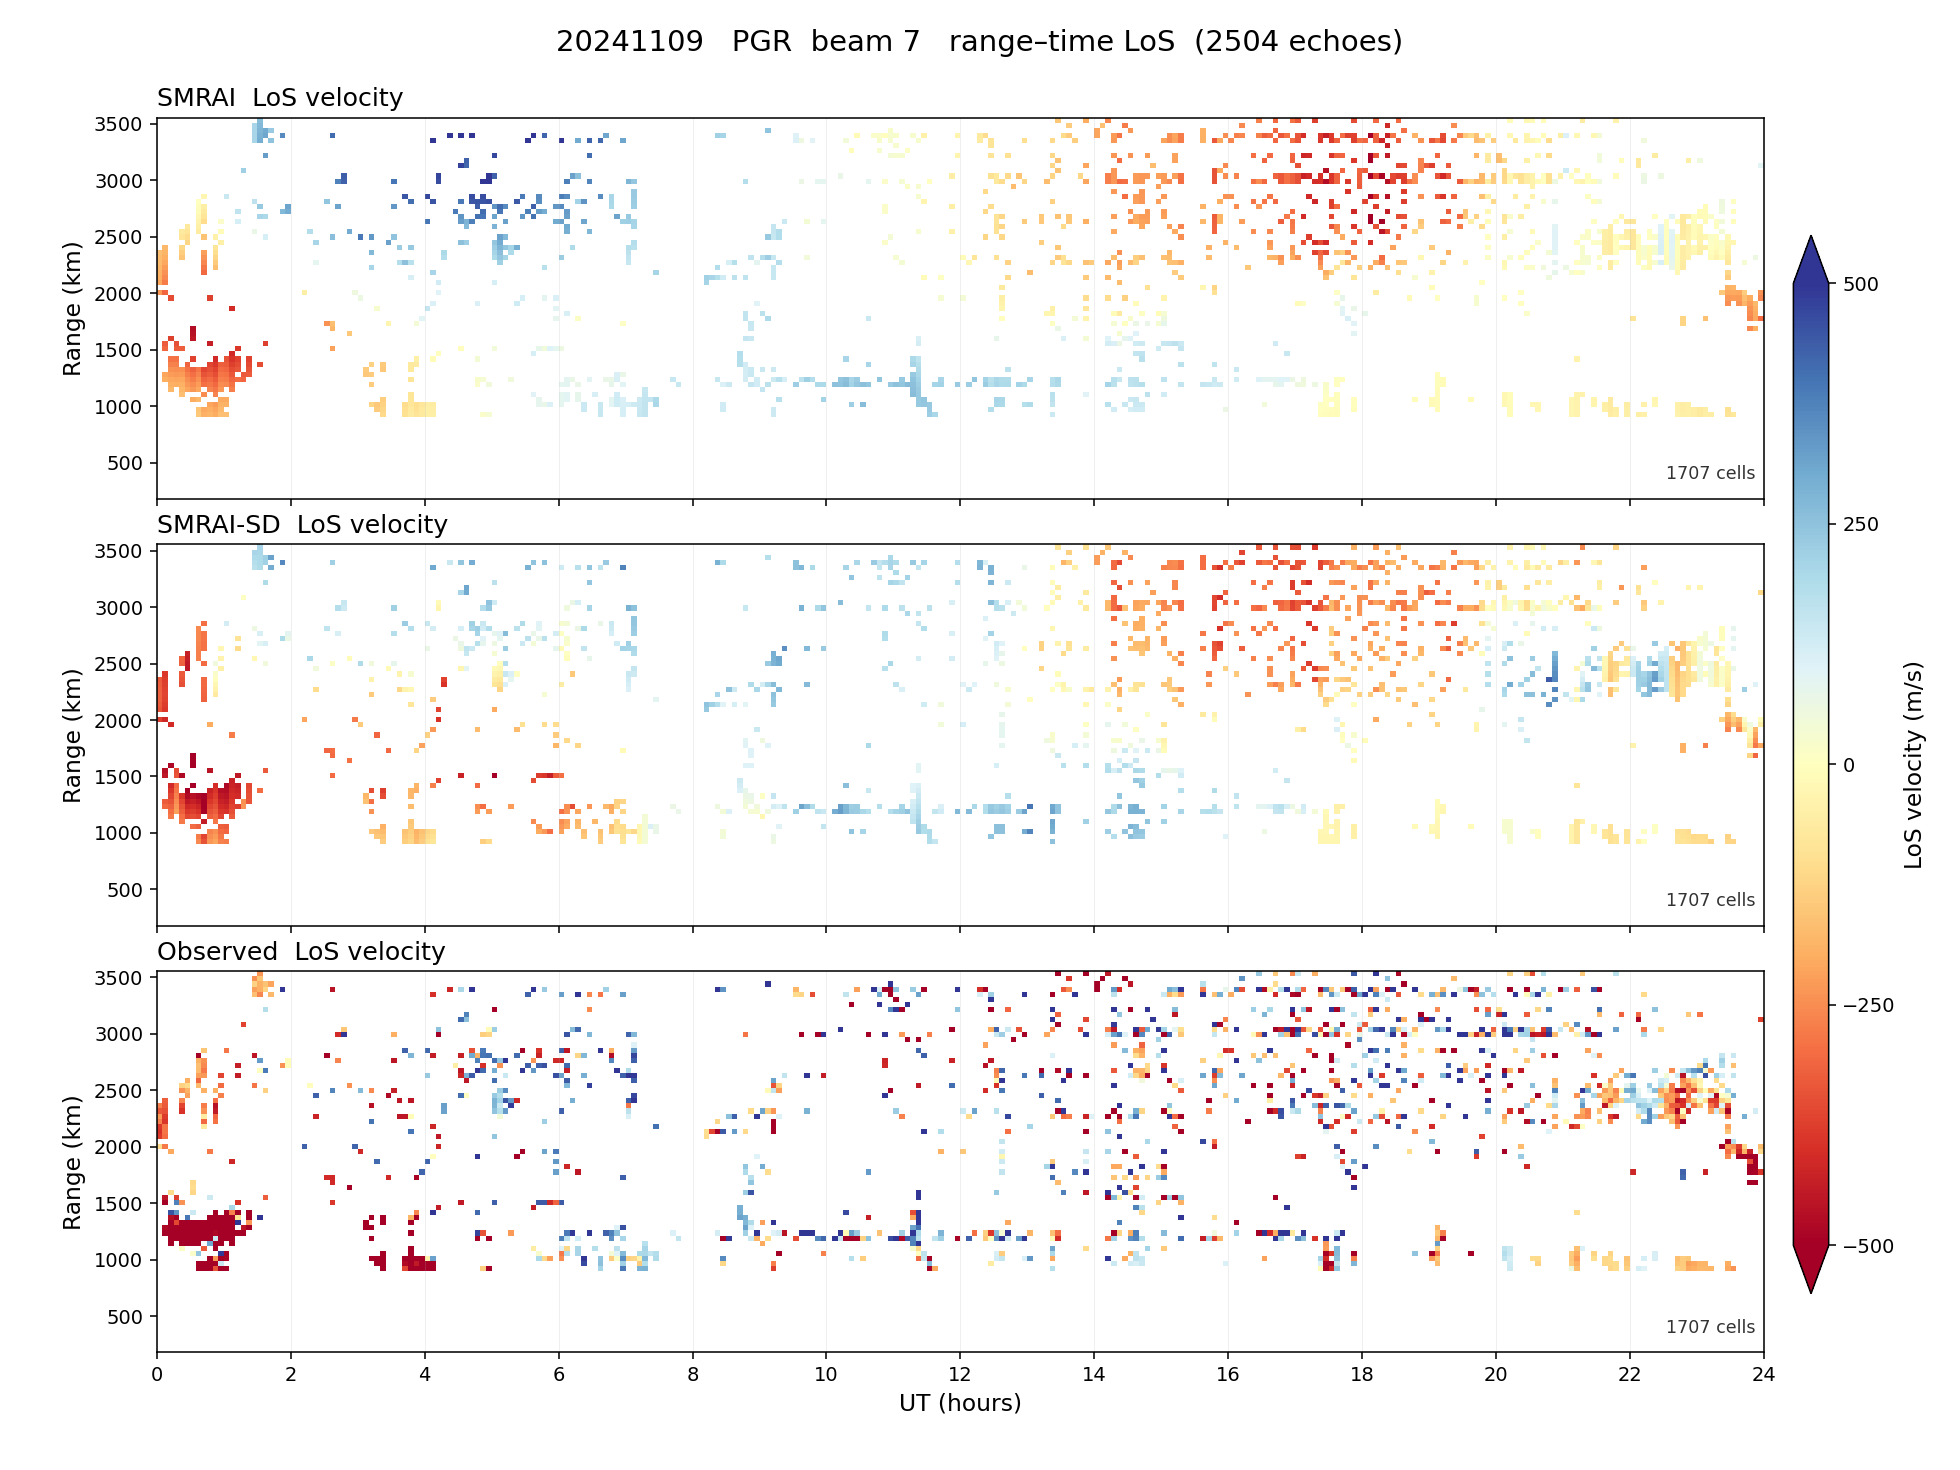 20241109   PGR  beam 7   range–time LoS  (2504 echoes)
SMRAI  LoS velocity
3500
3000
2500
2000
1500
1000
500
Range (km)
1707 cells
SMRAI-SD  LoS velocity
3500
3000
2500
2000
1500
1000
500
Range (km)
1707 cells
Observed  LoS velocity
3500
3000
2500
2000
1500
1000
500
Range (km)
1707 cells
0 2 4 6 8 10 12 14 16 18 20 22 24
UT (hours)
500
250
0
−250
−500
LoS velocity (m/s)